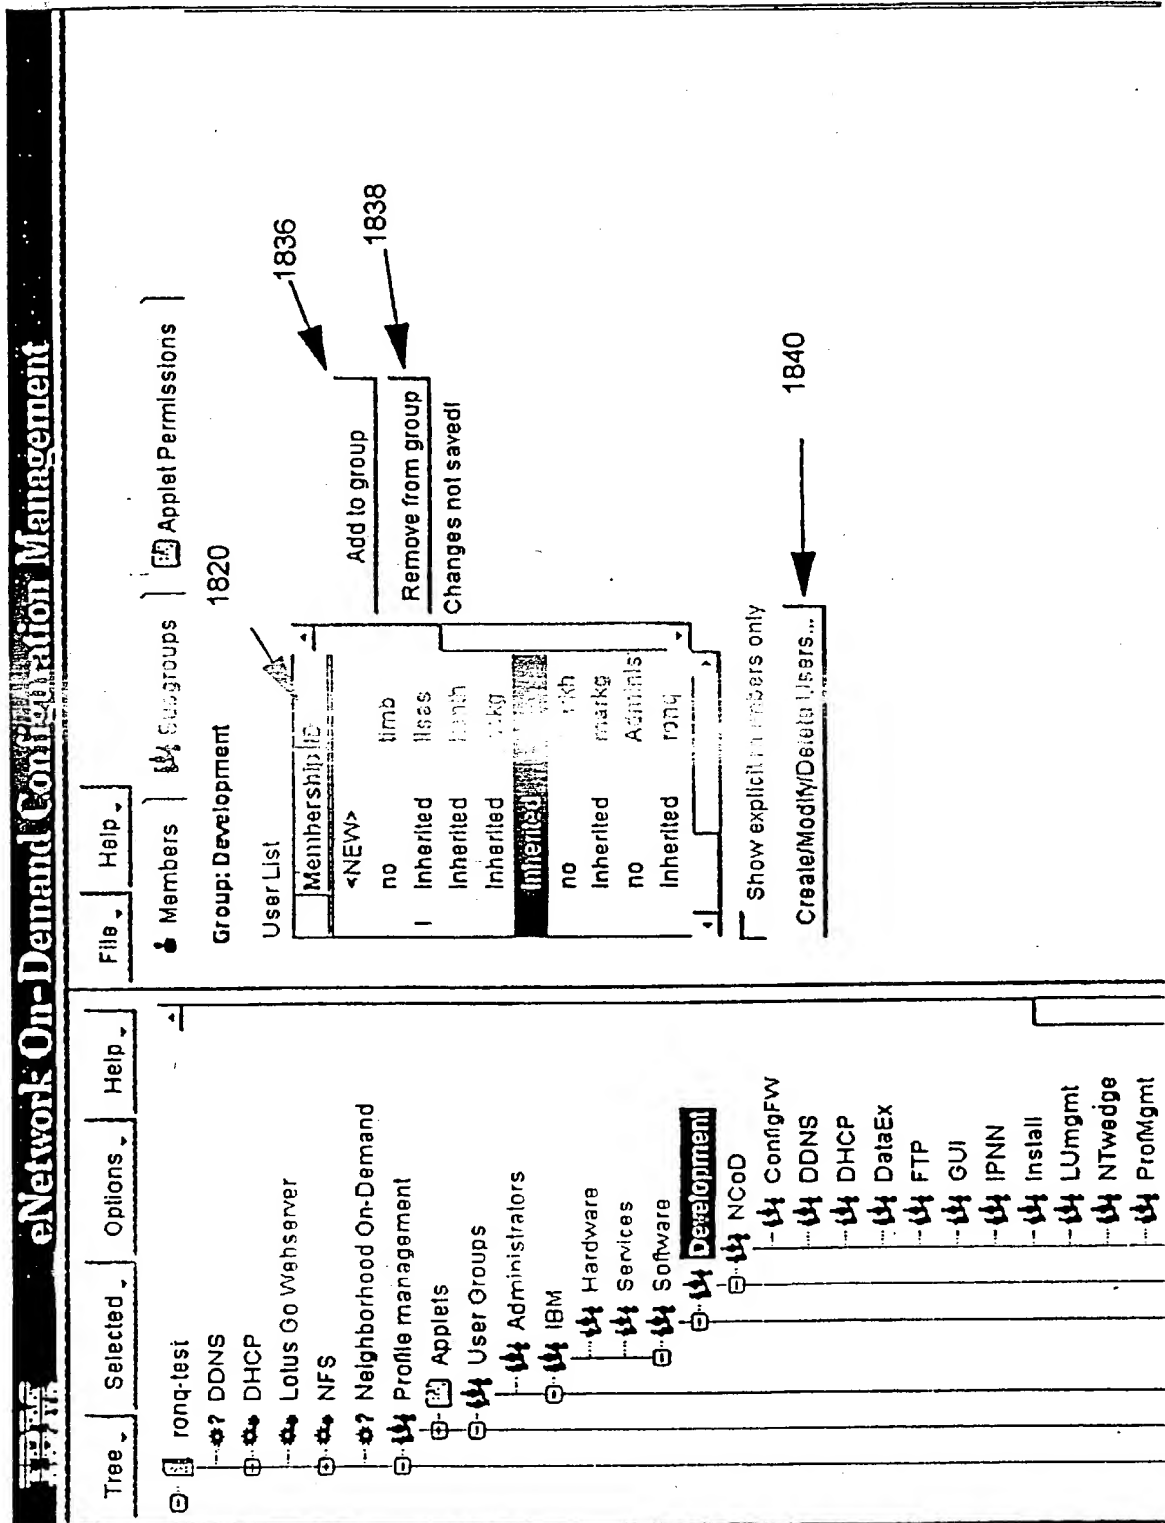 IBM eNetwork On-Demand Configuration Management
Tree Selected Options Help
ronq-test
DDNS
DHCP
Lotus Go Webserver
NFS
Neighborhood On-Demand
Profile management
Applets
User Groups
Administrators
IBM
Hardware
Services
Software
Development
NCoD
ConfigFW
DDNS
DHCP
DataEx
FTP
GUI
IPNN
Install
LUmgmt
NTwedge
ProfMgmt
File Help
Members Subgroups Applet Permissions
Group: Development
1820
User List
Membership ID
<NEW>
no timb
Inherited llsas
Inherited
Inherited
Inherited
no
Inherited markg
no Adminis
Inherited ronq
Add to group
1836
Remove from group
1838
Changes not saved!
Show explicit members only
Create/Modify/Delete Users...
1840